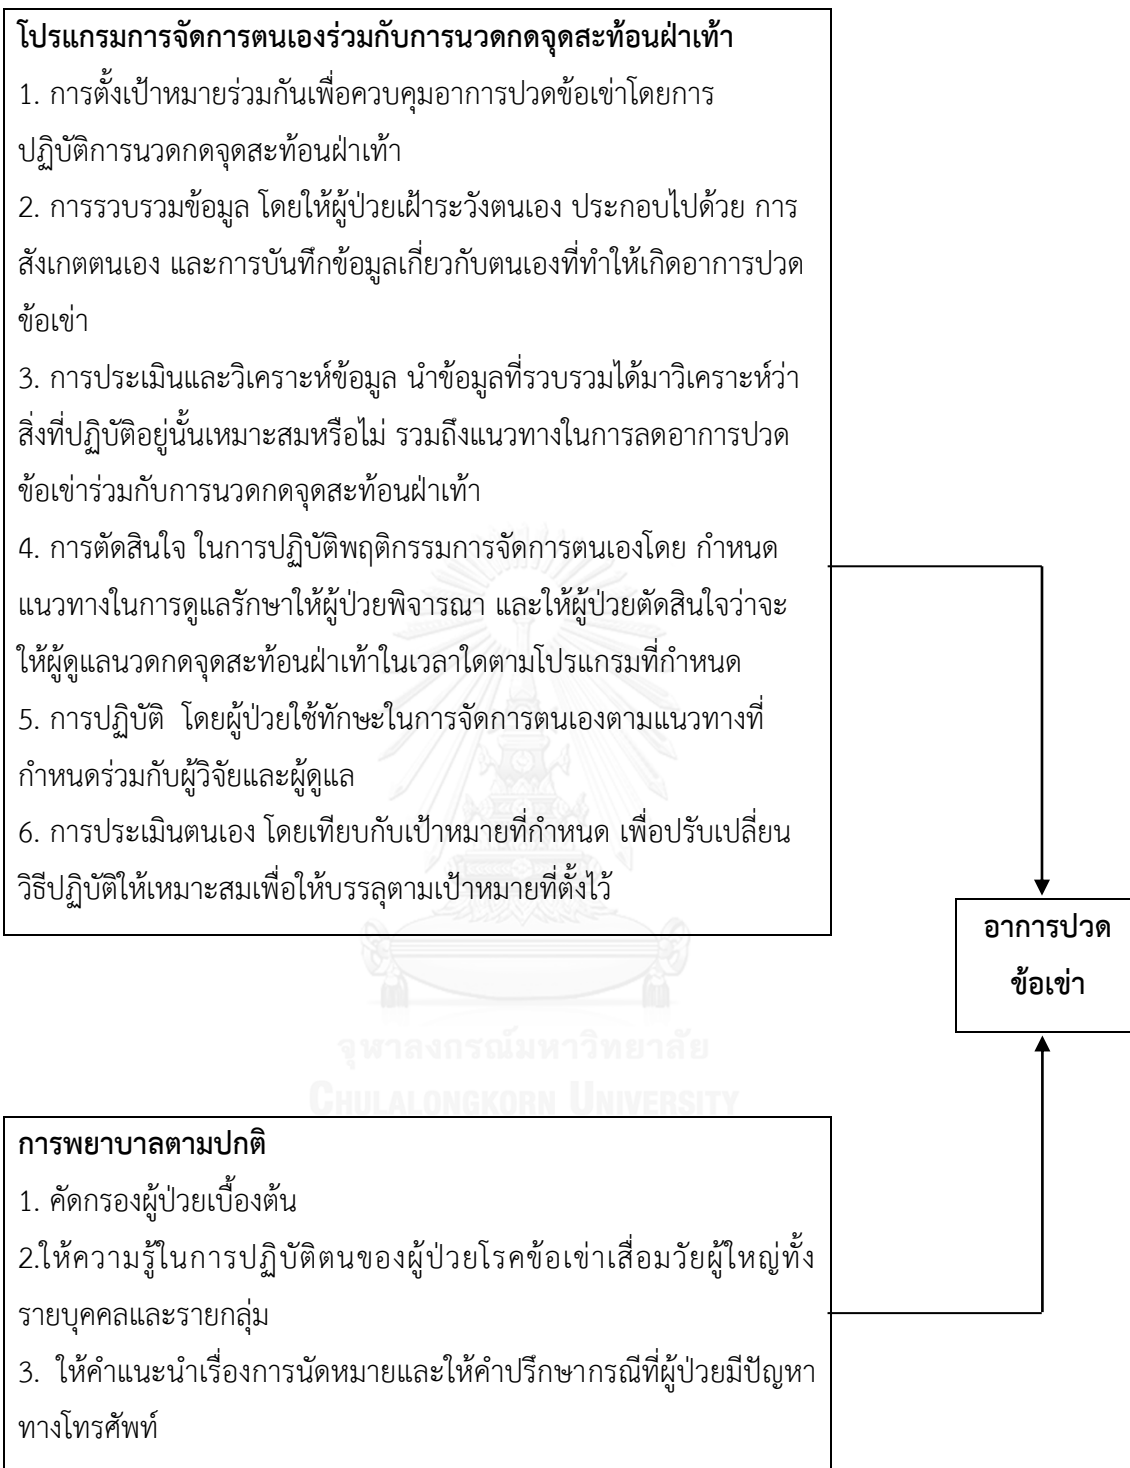 โปรแกรมการจัดการตนเองร่วมกับการนวดกดจุดสะท้อนฝ่าเท้า
1. การตั้งเป้าหมายร่วมกันเพื่อควบคุมอาการปวดข้อเข่าโดยการ
ปฏิบัติการนวดกดจุดสะท้อนฝ่าเท้า
2. การรวบรวมข้อมูล โดยให้ผู้ป่วยเฝ้าระวังตนเอง ประกอบไปด้วย การ
สังเกตตนเอง และการบันทึกข้อมูลเกี่ยวกับตนเองที่ทำให้เกิดอาการปวด
ข้อเข่า
3. การประเมินและวิเคราะห์ข้อมูล นำข้อมูลที่รวบรวมได้มาวิเคราะห์ว่า
สิ่งที่ปฏิบัติอยู่นั้นเหมาะสมหรือไม่ รวมถึงแนวทางในการลดอาการปวด
ข้อเข่าร่วมกับการนวดกดจุดสะท้อนฝ่าเท้า
4. การตัดสินใจ ในการปฏิบัติพฤติกรรมการจัดการตนเองโดย กำหนด
แนวทางในการดูแลรักษาให้ผู้ป่วยพิจารณา และให้ผู้ป่วยตัดสินใจว่าจะ
ให้ผู้ดูแลนวดกดจุดสะท้อนฝ่าเท้าในเวลาใดตามโปรแกรมที่กำหนด
5. การปฏิบัติ โดยผู้ป่วยใช้ทักษะในการจัดการตนเองตามแนวทางที่
กำหนดร่วมกับผู้วิจัยและผู้ดูแล
6. การประเมินตนเอง โดยเทียบกับเป้าหมายที่กำหนด เพื่อปรับเปลี่ยน
วิธีปฏิบัติให้เหมาะสมเพื่อให้บรรลุตามเป้าหมายที่ตั้งไว้
อาการปวด
ข้อเข่า
จุฬาลงกรณ์มหาวิทยาลัย
CHULALONGKORN UNIVERSITY
การพยาบาลตามปกติ
1. คัดกรองผู้ป่วยเบื้องต้น
2.ให้ความรู้ในการปฏิบัติตนของผู้ป่วยโรคข้อเข่าเสื่อมวัยผู้ใหญ่ทั้ง
รายบุคคลและรายกลุ่ม
3. ให้คำแนะนำเรื่องการนัดหมายและให้คำปรึกษากรณีที่ผู้ป่วยมีปัญหา
ทางโทรศัพท์